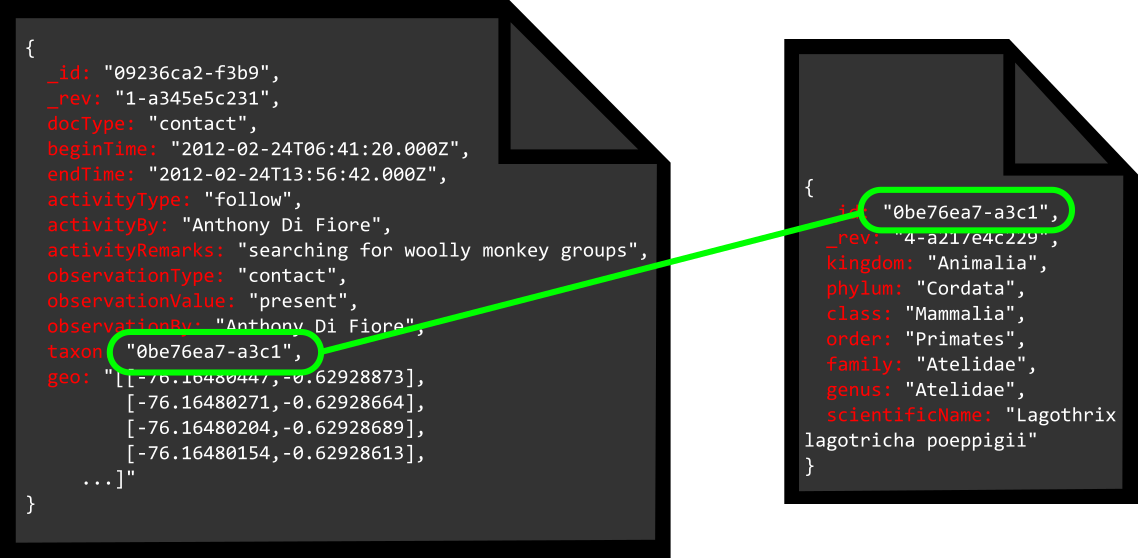 {
_id: "09236ca2-f3b9",
_rev: "1-a345e5c231",
docType: "contact",
beginTime: "2012-02-24T06:41:20.000Z",
endTime: "2012-02-24T13:56:42.000Z",
activityType: "follow",
activityBy: "Anthony Di Fiore",
activityRemarks: "searching for woolly monkey groups",
observationType: "contact",
observationValue: "present",
observationBy: "Anthony Di Fiore",
taxon: "0be76ea7-a3c1",
geo: "[[-76.16480447,-0.62928873],
[-76.16480271,-0.62928664],
[-76.16480204,-0.62928689],
[-76.16480154,-0.62928613],
...]"
}
{
_id: "0be76ea7-a3c1",
_rev: "4-a217e4c229",
kingdom: "Animalia",
phylum: "Cordata",
class: "Mammalia",
order: "Primates",
family: "Atelidae",
genus: "Atelidae",
scientificName: "Lagothrix
lagotricha poeppigii"
}